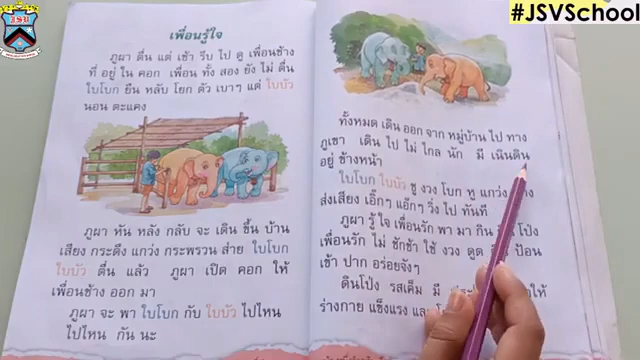 JSV
#JSVSchool
เพื่อนรู้ใจ
ภูผา ตื่น แต่ เช้า รีบ ไป ดู เพื่อนช้าง
ที่ อยู่ ใน คอก เพื่อน ทั้ง สอง ยัง ไม่ ตื่น
ใบโบก ยืน หลับ โยก ตัว เบาๆ แต่ ใบบัว
นอน ตะแคง
ภูผา หัน หลัง กลับ จะ เดิน ขึ้น บ้าน
เสียง กระดึง แกว่ง กระพรวน ส่าย ใบโบก
ใบบัว ตื่น แล้ว ภูผา เปิด คอก ให้
เพื่อนช้าง ออก มา
ภูผา จะ พา ใบโบก กับ ใบบัว ไปไหน
ไปไหน กัน นะ
ทั้งหมด เดิน ออก จาก หมู่บ้าน ไป ทาง
ภูเขา เดิน ไป ไม่ ไกล นัก มี เนินดิน
อยู่ ข้างหน้า
ใบโบก ใบบัว ชู งวง โบก หู แกว่ง
ส่งเสียง เอิ๊กๆ แอ๊กๆ วิ่ง ไป ทันที
ภูผา รู้ ใจ เพื่อนรัก พา มา กิน โป่ง
เพื่อนรัก ไม่ ชักช้า ใช้ งวง ดูด ป้อน
เข้า ปาก อร่อยจังๆ
ดินโป่ง รสเค็ม มี ให้
ร่างกาย แข็งแรง และ